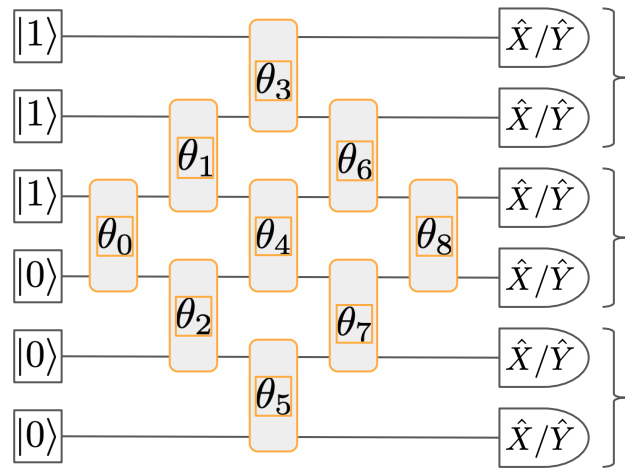 |1⟩ θ₃ X̂/Ŷ
|1⟩ θ₁ θ₆ X̂/Ŷ
|1⟩ θ₀ θ₄ θ₈ X̂/Ŷ
|0⟩ θ₂ θ₇ X̂/Ŷ
|0⟩ θ₅ X̂/Ŷ
|0⟩ X̂/Ŷ